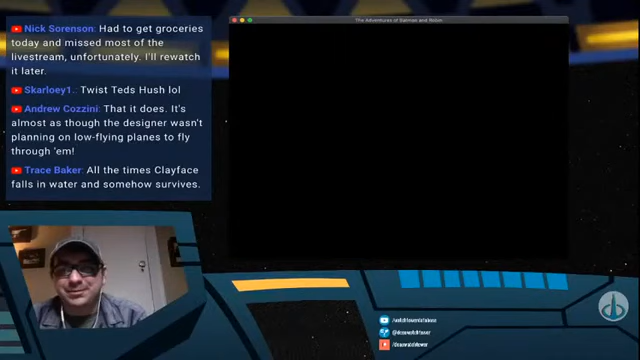 The Adventures of Batman and Robin
Nick Sorenson: Had to get groceries
today and missed most of the
livestream, unfortunately. I'll rewatch
it later.
Skarloey1.: Twist Teds Hush lol
Andrew Cozzini: That it does. It's
almost as though the designer wasn't
planning on low-flying planes to fly
through 'em!
Trace Baker: All the times Clayface
falls in water and somehow survives.